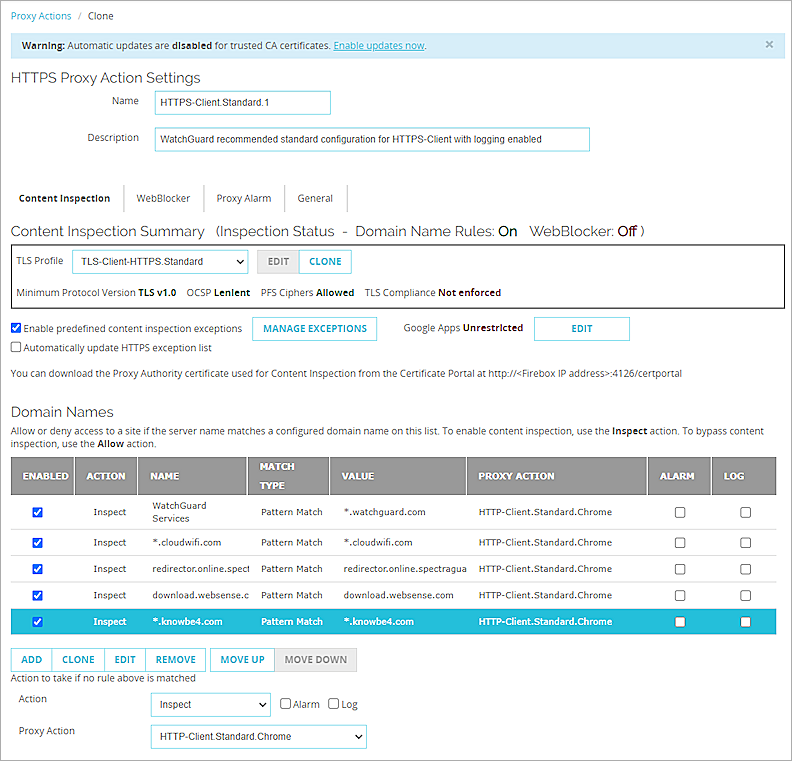 Proxy Actions / Clone
Warning: Automatic updates are disabled for trusted CA certificates. Enable updates now. ×
HTTPS Proxy Action Settings
Name HTTPS-Client.Standard.1
Description WatchGuard recommended standard configuration for HTTPS-Client with logging enabled
Content Inspection WebBlocker Proxy Alarm General
Content Inspection Summary (Inspection Status - Domain Name Rules: On WebBlocker: Off )
TLS Profile TLS-Client-HTTPS.Standard EDIT CLONE
Minimum Protocol Version TLS v1.0 OCSP Lenient PFS Ciphers Allowed TLS Compliance Not enforced
Enable predefined content inspection exceptions MANAGE EXCEPTIONS Google Apps Unrestricted EDIT
Automatically update HTTPS exception list
You can download the Proxy Authority certificate used for Content Inspection from the Certificate Portal at http://<Firebox IP address>:4126/certportal
Domain Names
Allow or deny access to a site if the server name matches a configured domain name on this list. To enable content inspection, use the Inspect action. To bypass content
inspection, use the Allow action.
ENABLED ACTION NAME MATCH TYPE VALUE PROXY ACTION ALARM LOG
Inspect WatchGuard Services Pattern Match *.watchguard.com HTTP-Client.Standard.Chrome
Inspect *.cloudwifi.com Pattern Match *.cloudwifi.com HTTP-Client.Standard.Chrome
Inspect redirector.online.spect Pattern Match redirector.online.spectragua HTTP-Client.Standard.Chrome
Inspect download.websense.c Pattern Match download.websense.com HTTP-Client.Standard.Chrome
Inspect *.knowbe4.com Pattern Match *.knowbe4.com HTTP-Client.Standard.Chrome
ADD CLONE EDIT REMOVE MOVE UP MOVE DOWN
Action to take if no rule above is matched
Action Inspect Alarm Log
Proxy Action HTTP-Client.Standard.Chrome